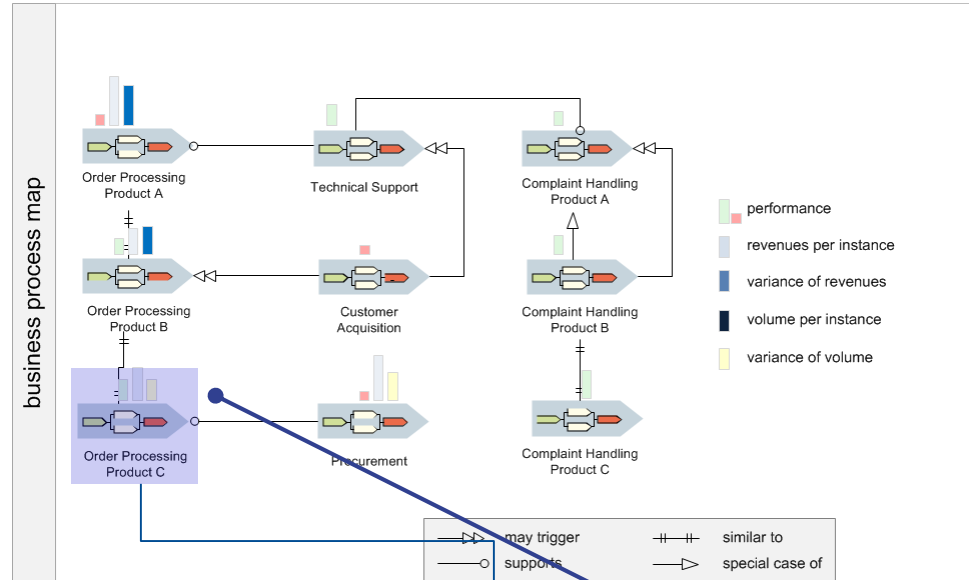 business process map
Order Processing
Product A
Technical Support
Complaint Handling
Product A
performance
revenues per instance
variance of revenues
volume per instance
variance of volume
Order Processing
Product B
Customer
Acquisition
Complaint Handling
Product B
Order Processing
Product C
Procurement
Complaint Handling
Product C
may trigger
similar to
supports
special case of